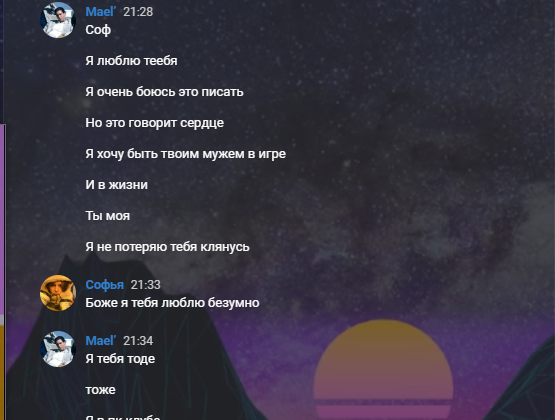 Mael' 21:28
Соф
Я люблю теебя
Я очень боюсь это писать
Но это говорит сердце
Я хочу быть твоим мужем в игре
И в жизни
Ты моя
Я не потеряю тебя клянусь
Софья 21:33
Боже я тебя люблю безумно
Mael' 21:34
Я тебя тоде
тоже
Я в пк клубе